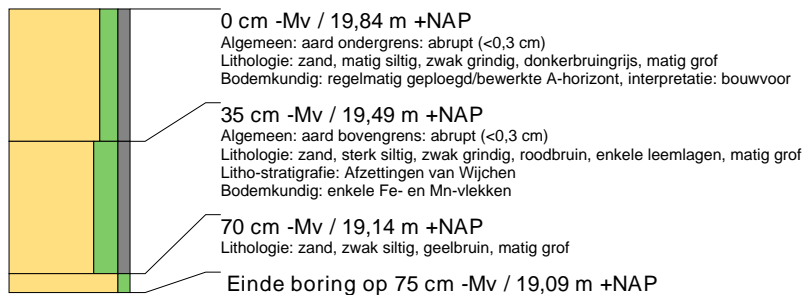 0 cm -Mv / 19,84 m +NAP
Algemeen: aard ondergrens: abrupt (<0,3 cm)
Lithologie: zand, matig siltig, zwak grindig, donkerbruingrijs, matig grof
Bodemkundig: regelmatig geploegd/bewerkte A-horizont, interpretatie: bouwvoor
35 cm -Mv / 19,49 m +NAP
Algemeen: aard bovengrens: abrupt (<0,3 cm)
Lithologie: zand, sterk siltig, zwak grindig, roodbruin, enkele leemlagen, matig grof
Litho-stratigrafie: Afzettingen van Wijchen
Bodemkundig: enkele Fe- en Mn-vlekken
70 cm -Mv / 19,14 m +NAP
Lithologie: zand, zwak siltig, geelbruin, matig grof
Einde boring op 75 cm -Mv / 19,09 m +NAP